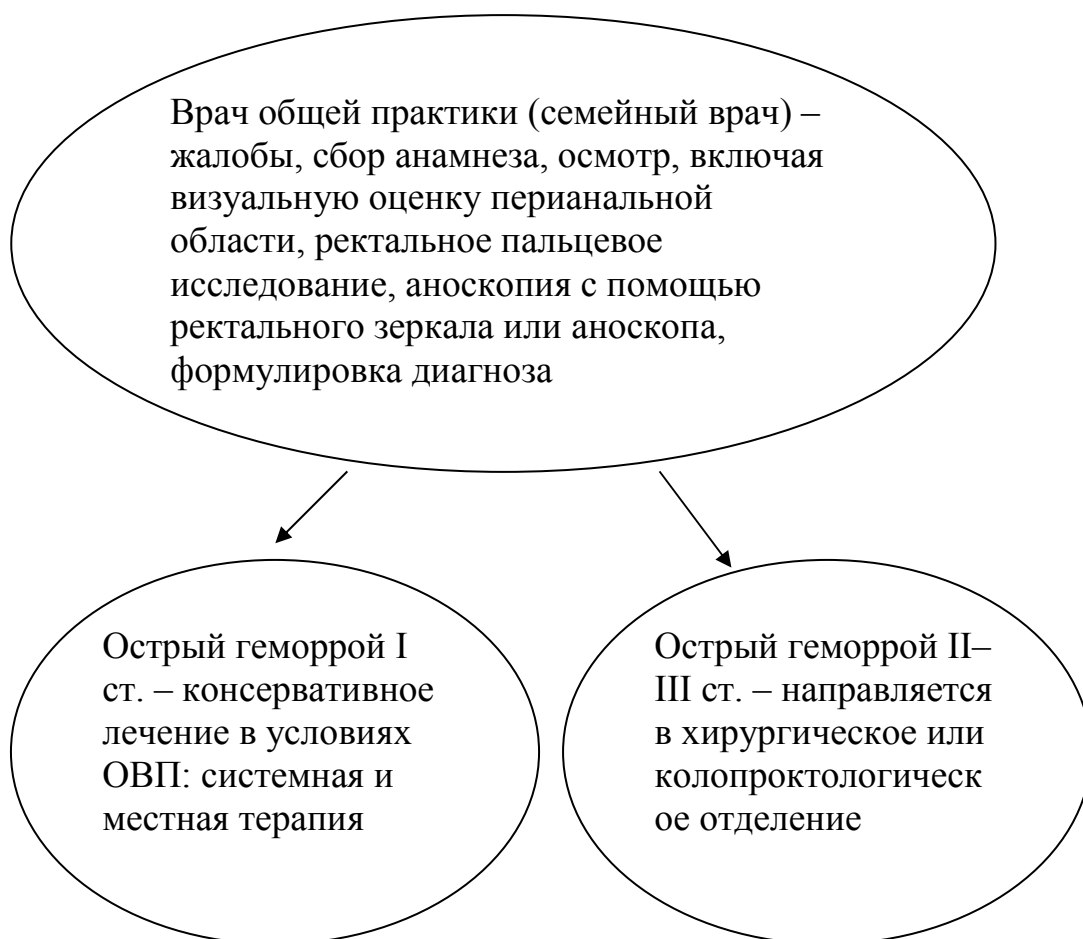 Врач общей практики (семейный врач) –
жалобы, сбор анамнеза, осмотр, включая
визуальную оценку перианальной
области, ректальное пальцевое
исследование, аноскопия с помощью
ректального зеркала или аноскопа,
формулировка диагноза
Острый геморрой I
ст. – консервативное
лечение в условиях
ОВП: системная и
местная терапия
Острый геморрой II–
III ст. – направляется
в хирургическое или
колопроктологическ
ое отделение